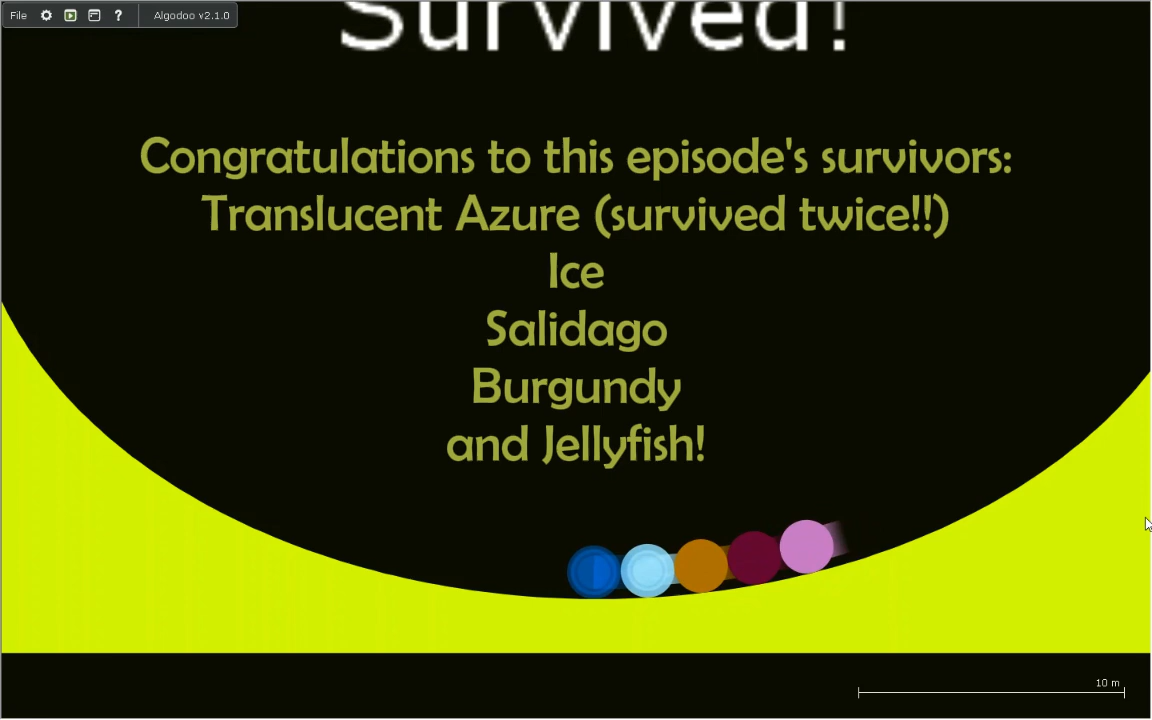 File ? Algodoo v2.1.0
Survived!
Congratulations to this episode's survivors:
Translucent Azure (survived twice!!)
Ice
Salidago
Burgundy
and Jellyfish!
10 m